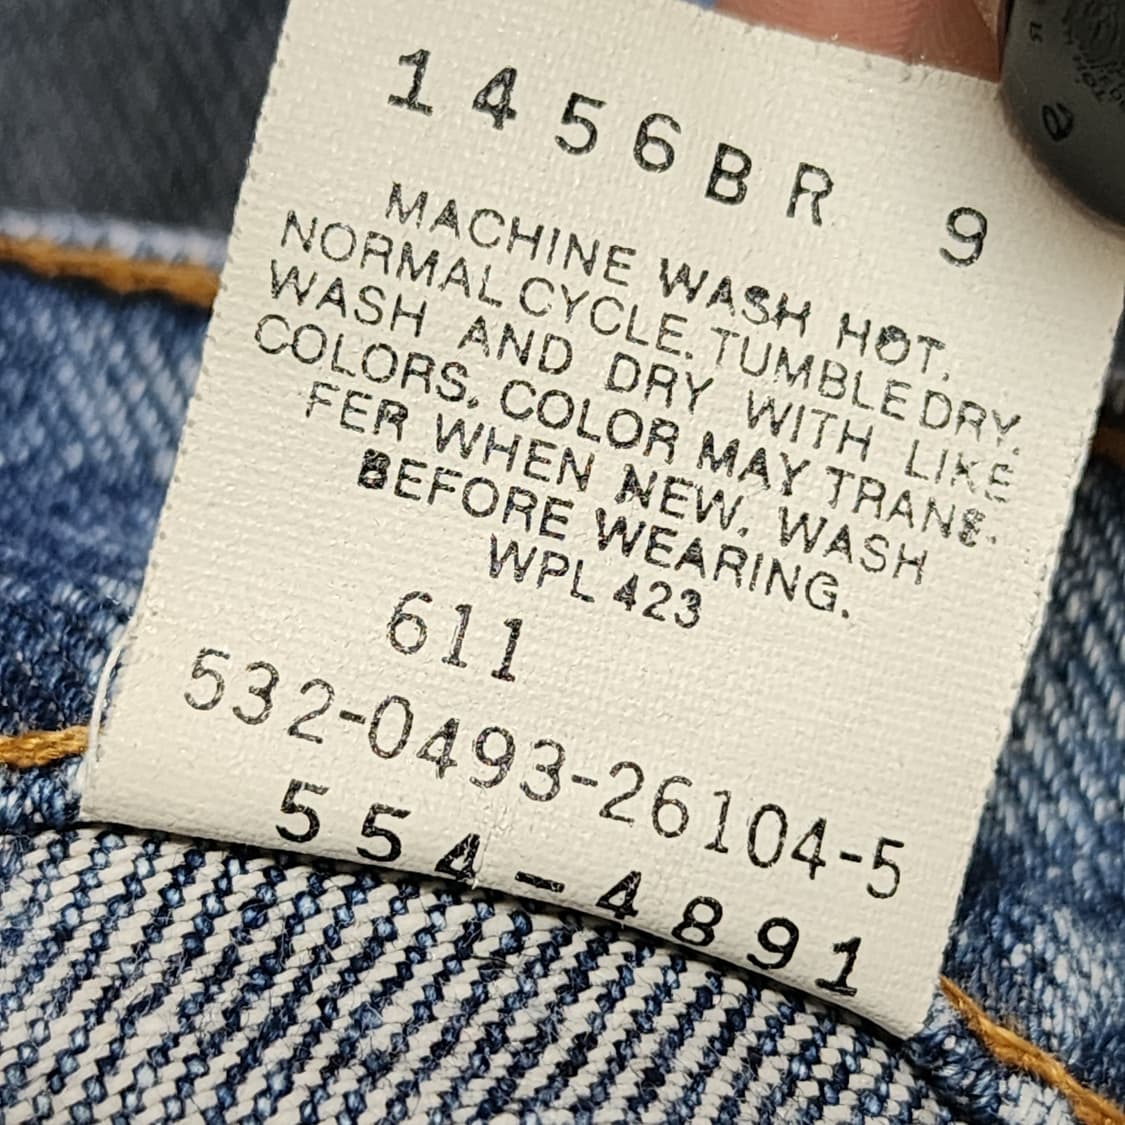 1456BR 9
MACHINE WASH HOT,
NORMAL CYCLE. TUMBLE DRY.
WASH AND DRY WITH LIKE
COLORS. COLOR MAY TRANS-
FER WHEN NEW. WASH
BEFORE WEARING.
WPL 423
611
532-0493-26104-5
554-4891